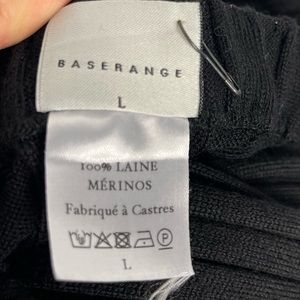 BASERANGE
L
100% LAINE
MÉRINOS
Fabriqué à Castres
L